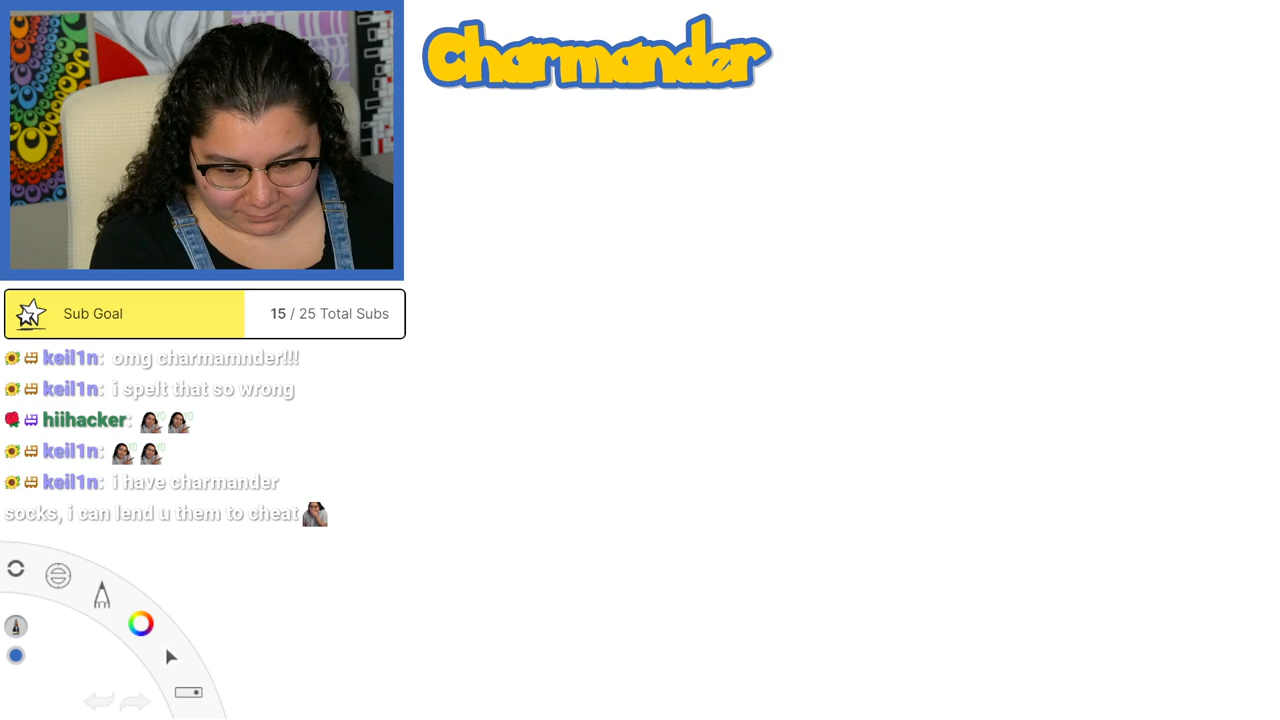 Charmander
Sub Goal 15 / 25 Total Subs
keil1n: omg charmamnder!!!
keil1n: i spelt that so wrong
hiihacker:
keil1n:
keil1n: i have charmander
socks, i can lend u them to cheat